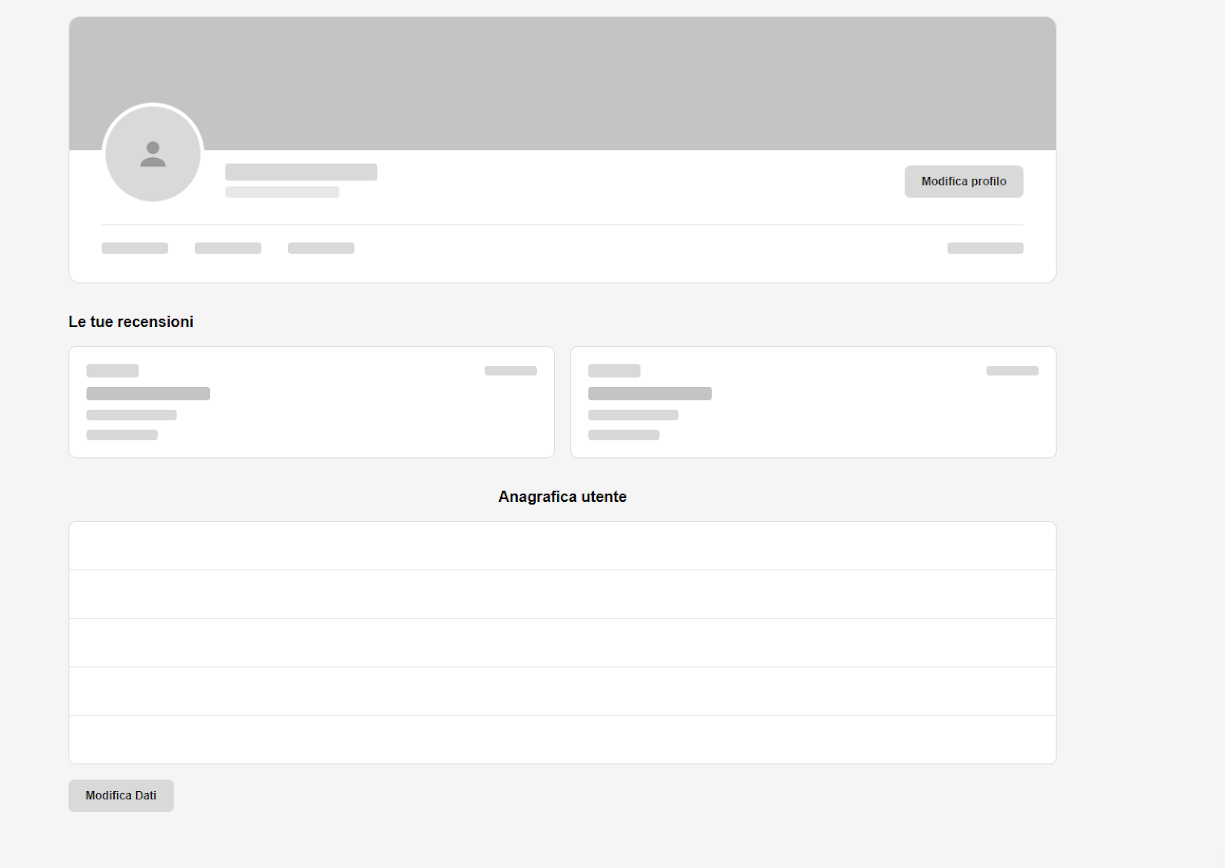 Modifica profilo
Le tue recensioni
Anagrafica utente
Modifica Dati